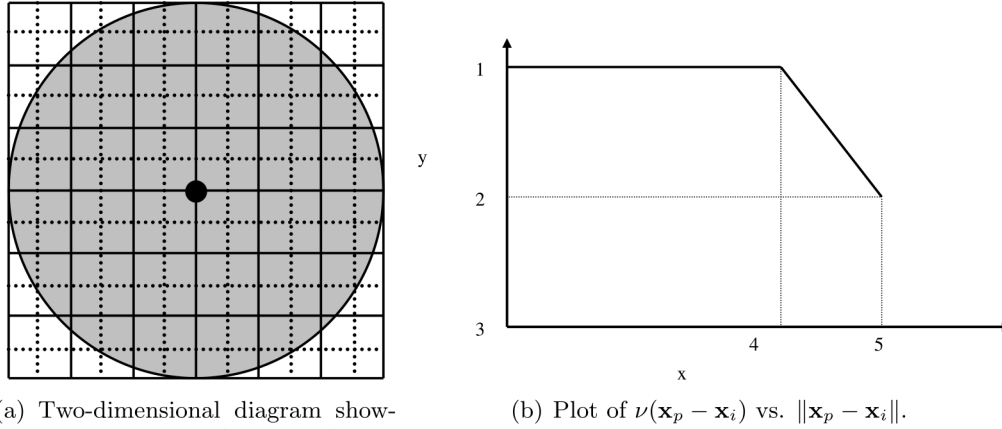 1
y
2
3
4
5
x
(a) Two-dimensional diagram show-
(b) Plot of ν(𝐱ₚ − 𝐱ᵢ) vs. ‖𝐱ₚ − 𝐱ᵢ‖.